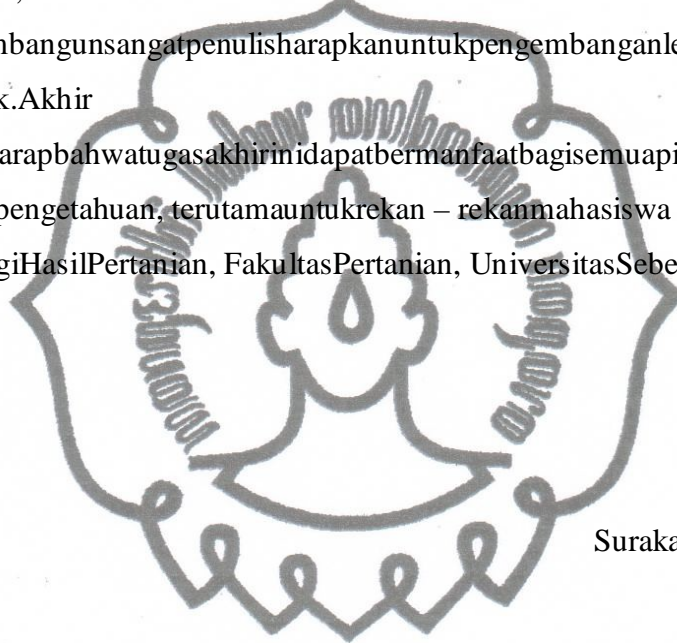 mbangunsangatpenulisharapkanuntukpengembanganle
k.Akhir
arapbahwatugasakhirinidapatbermanfaatbagisemuapi
pengetahuan, terutamauntukrekan – rekanmahasiswa
giHasilPertanian, FakultasPertanian, UniversitasSebe
Suraka